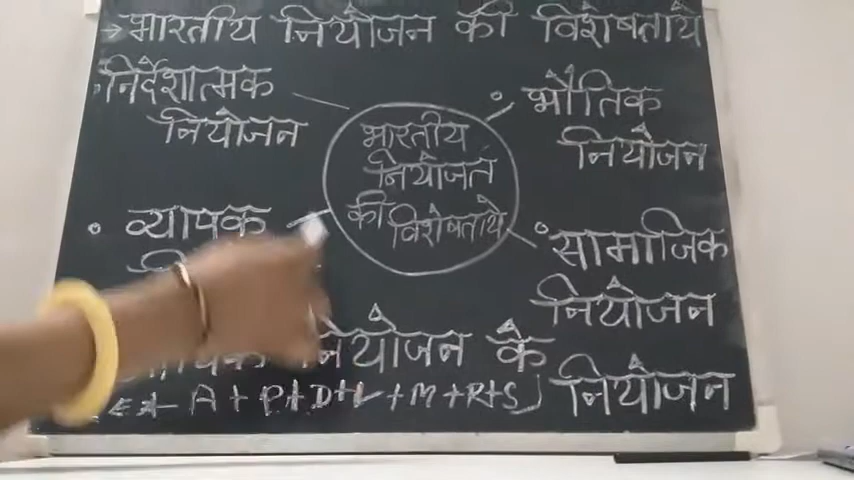 → भारतीय नियोजन की विशेषतायें
• निर्देशात्मक
नियोजन
• भौतिक
नियोजन
भारतीय
नियोजन
की विशेषताये
• व्यापक
• सामाजिक
नियोजन
नियोजन के
नियोजन
A + P + D + L + M + R + S